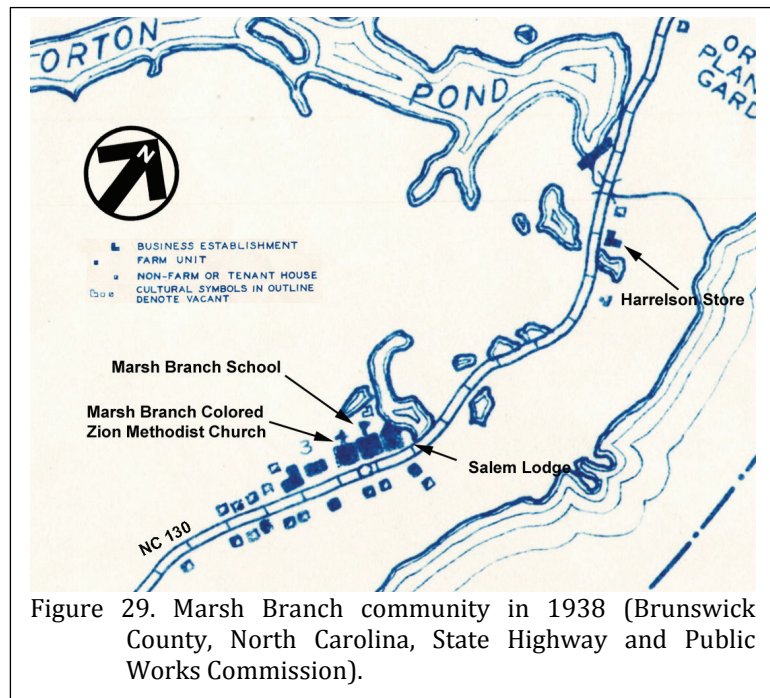 ORTON
POND
OR
PLAN
GARD
N
BUSINESS ESTABLISHMENT
FARM UNIT
NON-FARM OR TENANT HOUSE
CULTURAL SYMBOLS IN OUTLINE
DENOTE VACANT
Harrelson Store
Marsh Branch School
Marsh Branch Colored
Zion Methodist Church
3
Salem Lodge
NC 130
Figure 29. Marsh Branch community in 1938 (Brunswick
County, North Carolina, State Highway and Public
Works Commission).